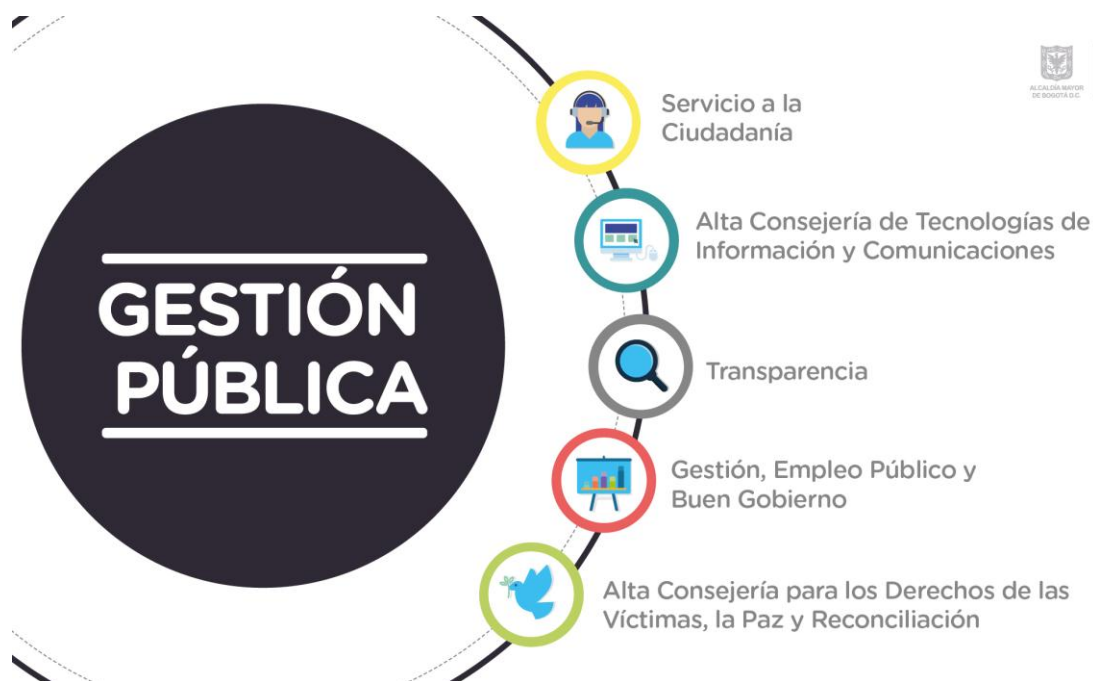 ALCALDÍA MAYOR
DE BOGOTÁ D.C.
Servicio a la
Ciudadanía
Alta Consejería de Tecnologías de
Información y Comunicaciones
GESTIÓN
PÚBLICA
Transparencia
Gestión, Empleo Público y
Buen Gobierno
Alta Consejería para los Derechos de las
Víctimas, la Paz y Reconciliación